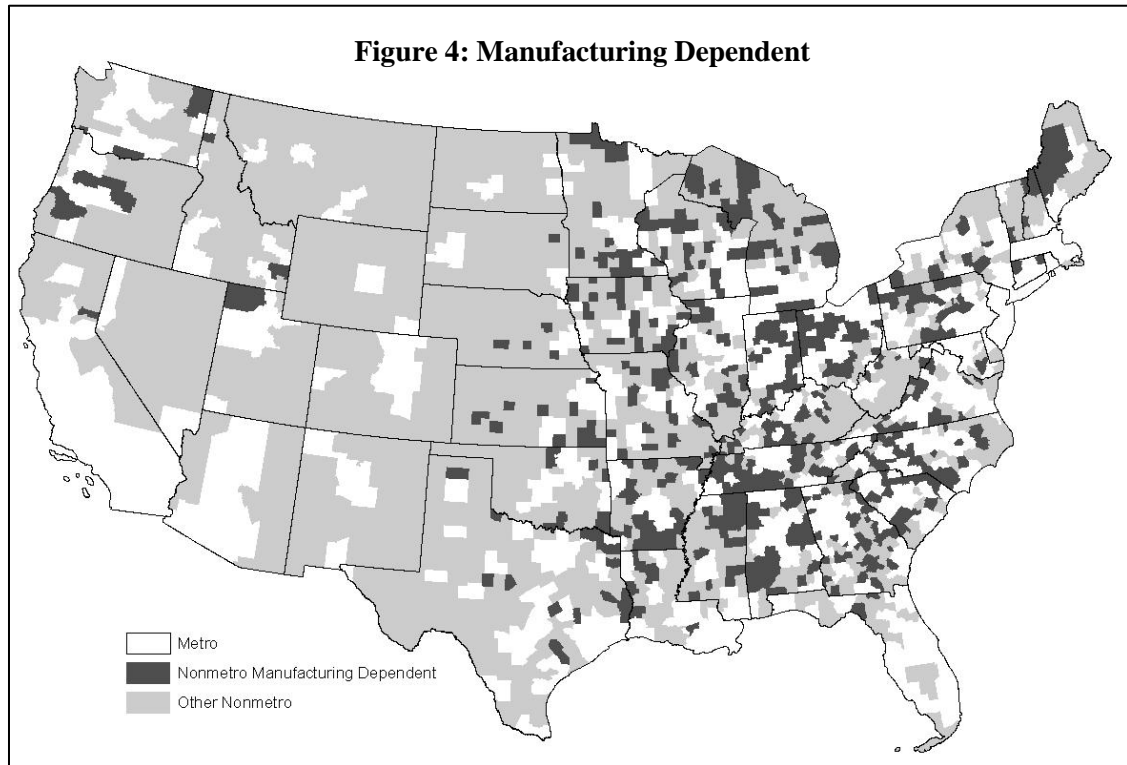 Figure 4: Manufacturing Dependent
Metro
Nonmetro Manufacturing Dependent
Other Nonmetro